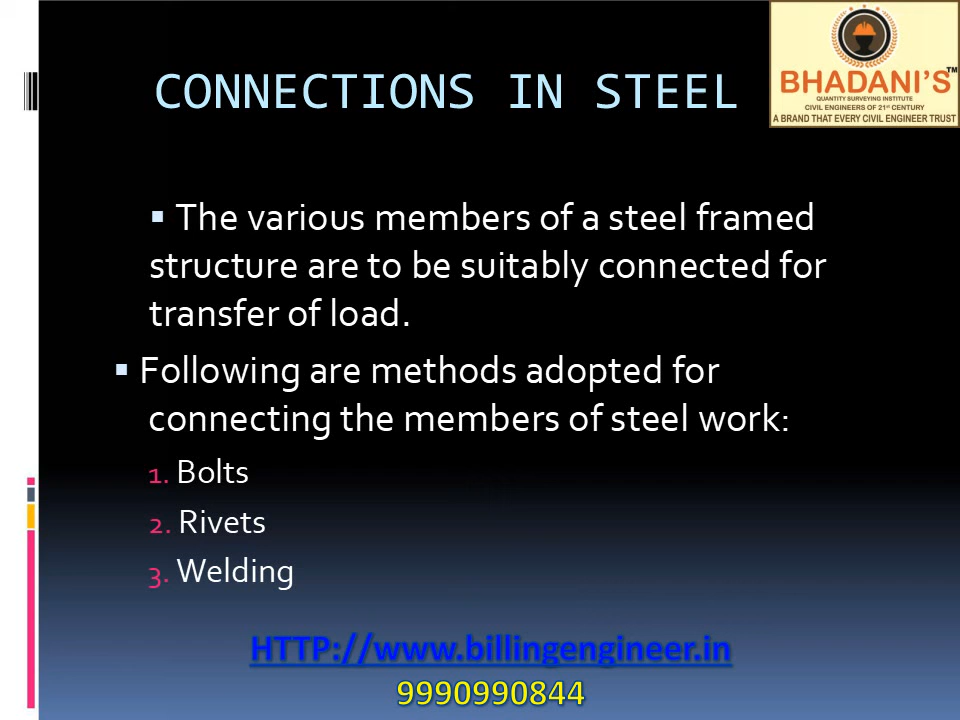 CONNECTIONS IN STEEL
BHADANI'S™
QUANTITY SURVEYING INSTITUTE
CIVIL ENGINEERS OF 21st CENTURY
A BRAND THAT EVERY CIVIL ENGINEER TRUST
▪ The various members of a steel framed
structure are to be suitably connected for
transfer of load.
▪ Following are methods adopted for
connecting the members of steel work:
1. Bolts
2. Rivets
3. Welding
HTTP://www.billingengineer.in
9990990844